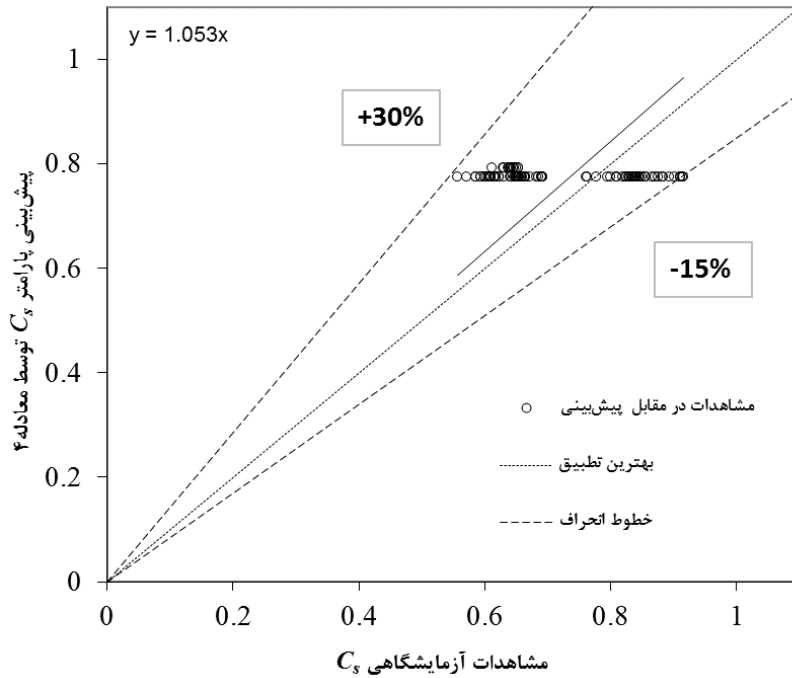 y = 1.053x
+30%
-15%
1
0.8
0.6
0.4
0.2
0
0
0.2
0.4
0.6
0.8
1
پیش‌بینی پارامتر Cs توسط معادله۴
مشاهدات در مقابل پیش‌بینی
بهترین تطبیق
خطوط انحراف
مشاهدات آزمایشگاهی Cs